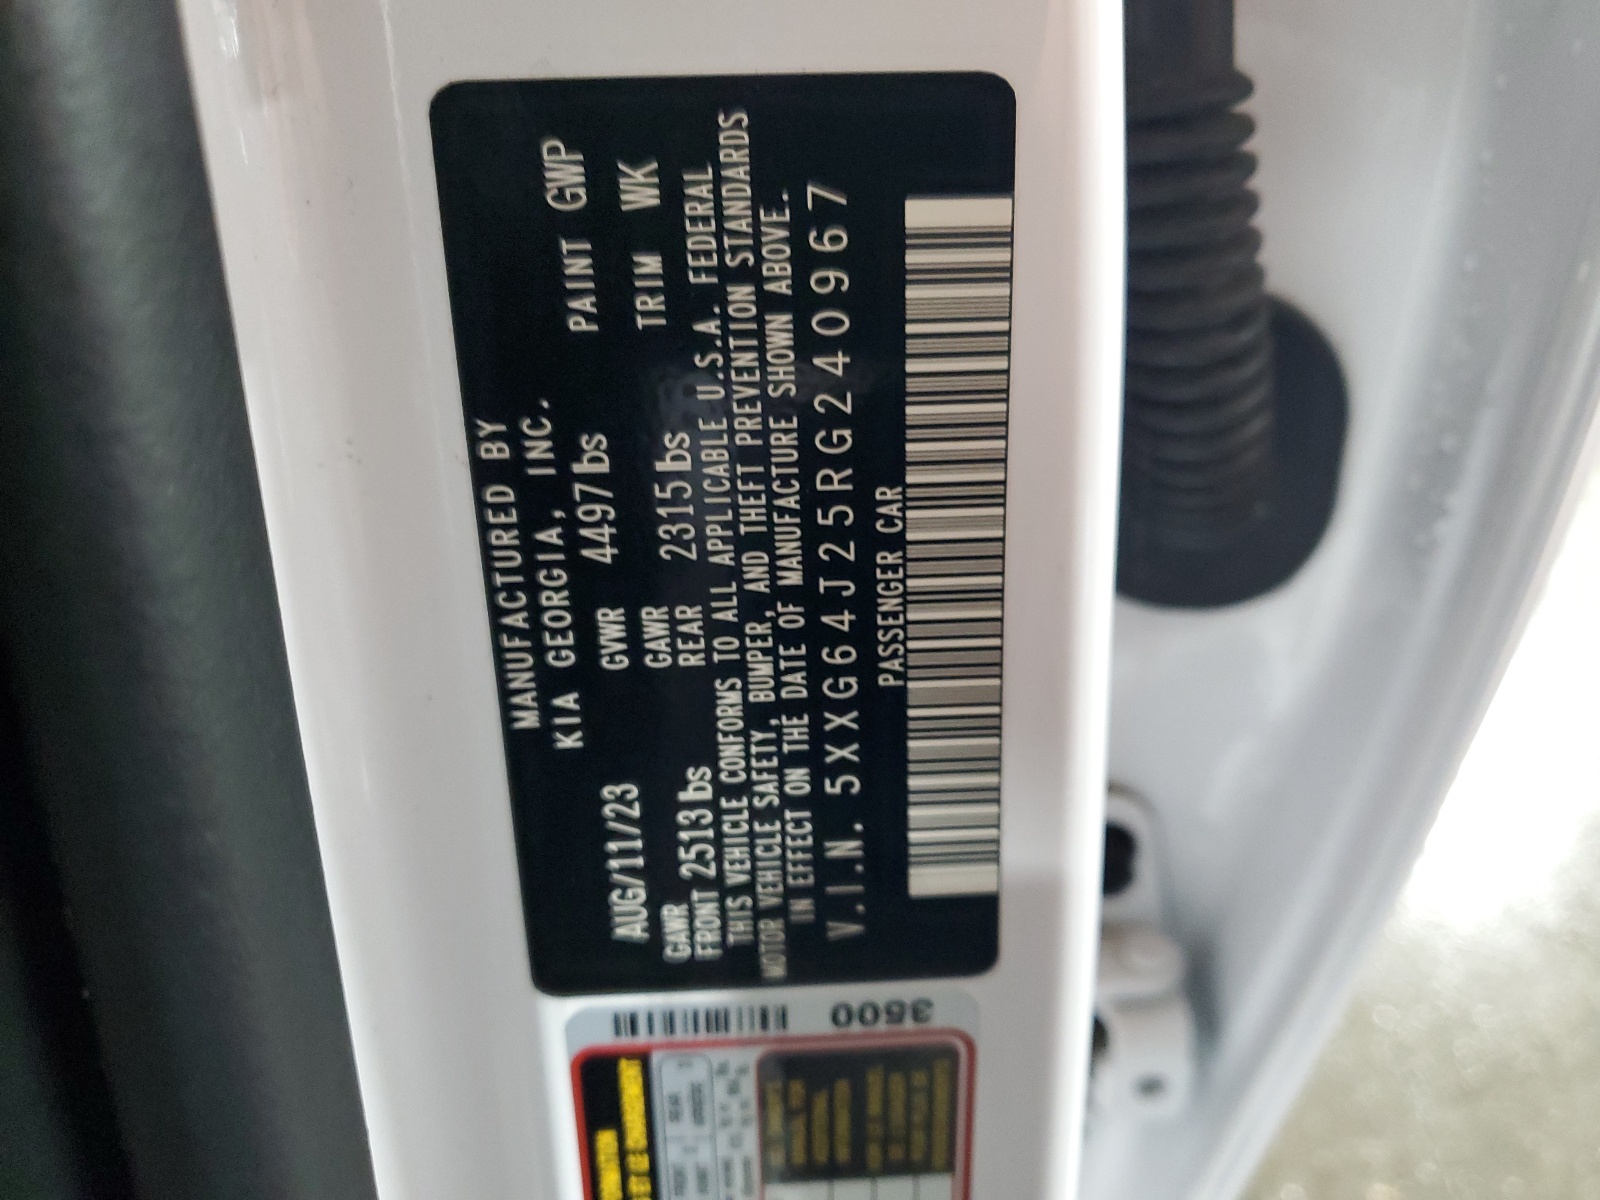 MANUFACTURED BY
KIA GEORGIA, INC.
AUG/11/23 GVWR 4497lbs PAINT GWP
GAWR GAWR TRIM WK
FRONT 2513lbs REAR 2315lbs
THIS VEHICLE CONFORMS TO ALL APPLICABLE U.S.A. FEDERAL
MOTOR VEHICLE SAFETY, BUMPER, AND THEFT PREVENTION STANDARDS
IN EFFECT ON THE DATE OF MANUFACTURE SHOWN ABOVE.
V.I.N. 5XXG64J25RG240967
PASSENGER CAR
3500